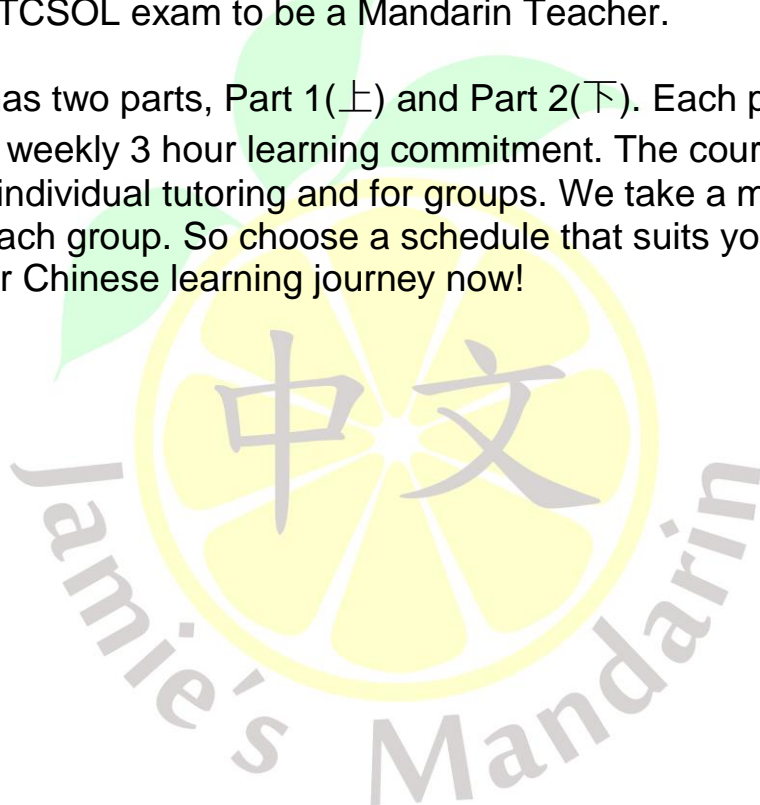 TCSOL exam to be a Mandarin Teacher.
as two parts, Part 1(上) and Part 2(下). Each p
weekly 3 hour learning commitment. The cour
individual tutoring and for groups. We take a m
ach group. So choose a schedule that suits yo
r Chinese learning journey now!
中文
Jamie's Mandarin